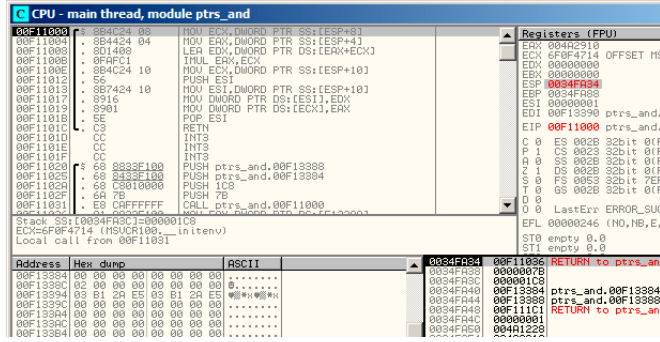 CPU - main thread, module ptrs_and
00F11000 8B4C24 08 MOV ECX,DWORD PTR SS:[ESP+8]
00F11004 8B4424 04 MOV EAX,DWORD PTR SS:[ESP+4]
00F11008 8D1408 LEA EDX,DWORD PTR DS:[EAX+ECX]
00F1100B 0FAFC1 IMUL EAX,ECX
00F1100E 8B4C24 10 MOV ECX,DWORD PTR SS:[ESP+10]
00F11012 56 PUSH ESI
00F11013 8B7424 10 MOV ESI,DWORD PTR SS:[ESP+10]
00F11017 8916 MOV DWORD PTR DS:[ESI],EDX
00F11019 8901 MOV DWORD PTR DS:[ECX],EAX
00F1101B 5E POP ESI
00F1101C C3 RETN
00F1101D CC INT3
00F1101E CC INT3
00F1101F CC INT3
00F11020 68 8833F100 PUSH ptrs_and.00F13388
00F11025 68 8433F100 PUSH ptrs_and.00F13384
00F1102A 68 C8010000 PUSH 1C8
00F1102F 6A 7B PUSH 7B
00F11031 E8 CAFFFFFF CALL ptrs_and.00F11000
Stack SS:[0034FA3C]=000001C8
ECX=6F0F4714 (MSVCR100.__initenv)
Local call from 00F11031
Registers (FPU)
EAX 004A2910
ECX 6F0F4714 OFFSET MS
EDX 00000000
EBX 00000000
ESP 0034FA34
EBP 0034FA88
ESI 00000001
EDI 00F13390 ptrs_and.
EIP 00F11000 ptrs_and.
C 0 ES 002B 32bit 0(F
P 1 CS 0023 32bit 0(F
A 0 SS 002B 32bit 0(F
Z 1 DS 002B 32bit 0(F
S 0 FS 0053 32bit 7EF
T 0 GS 002B 32bit 0(F
D 0
O 0 LastErr ERROR_SUC
EFL 00000246 (NO,NB,E,
ST0 empty 0.0
ST1 empty 0.0
Address Hex dump ASCII
00F13384 00 00 00 00 00 00 00 00 ........
00F1338C 02 00 00 00 00 00 00 00
00F13394 03 B1 2A E5 03 B1 2A E5
00F1339C 00 00 00 00 00 00 00 00 ........
00F133A4 00 00 00 00 00 00 00 00 ........
00F133AC 00 00 00 00 00 00 00 00 ........
00F133B4 00 00 00 00 00 00 00 00 ........
0034FA34 00F11036 RETURN to ptrs_an
0034FA38 0000007B
0034FA3C 000001C8
0034FA40 00F13384 ptrs_and.00F13384
0034FA44 00F13388 ptrs_and.00F13388
0034FA48 00F111C1 RETURN to ptrs_an
0034FA4C 00000001
0034FA50 004A1228